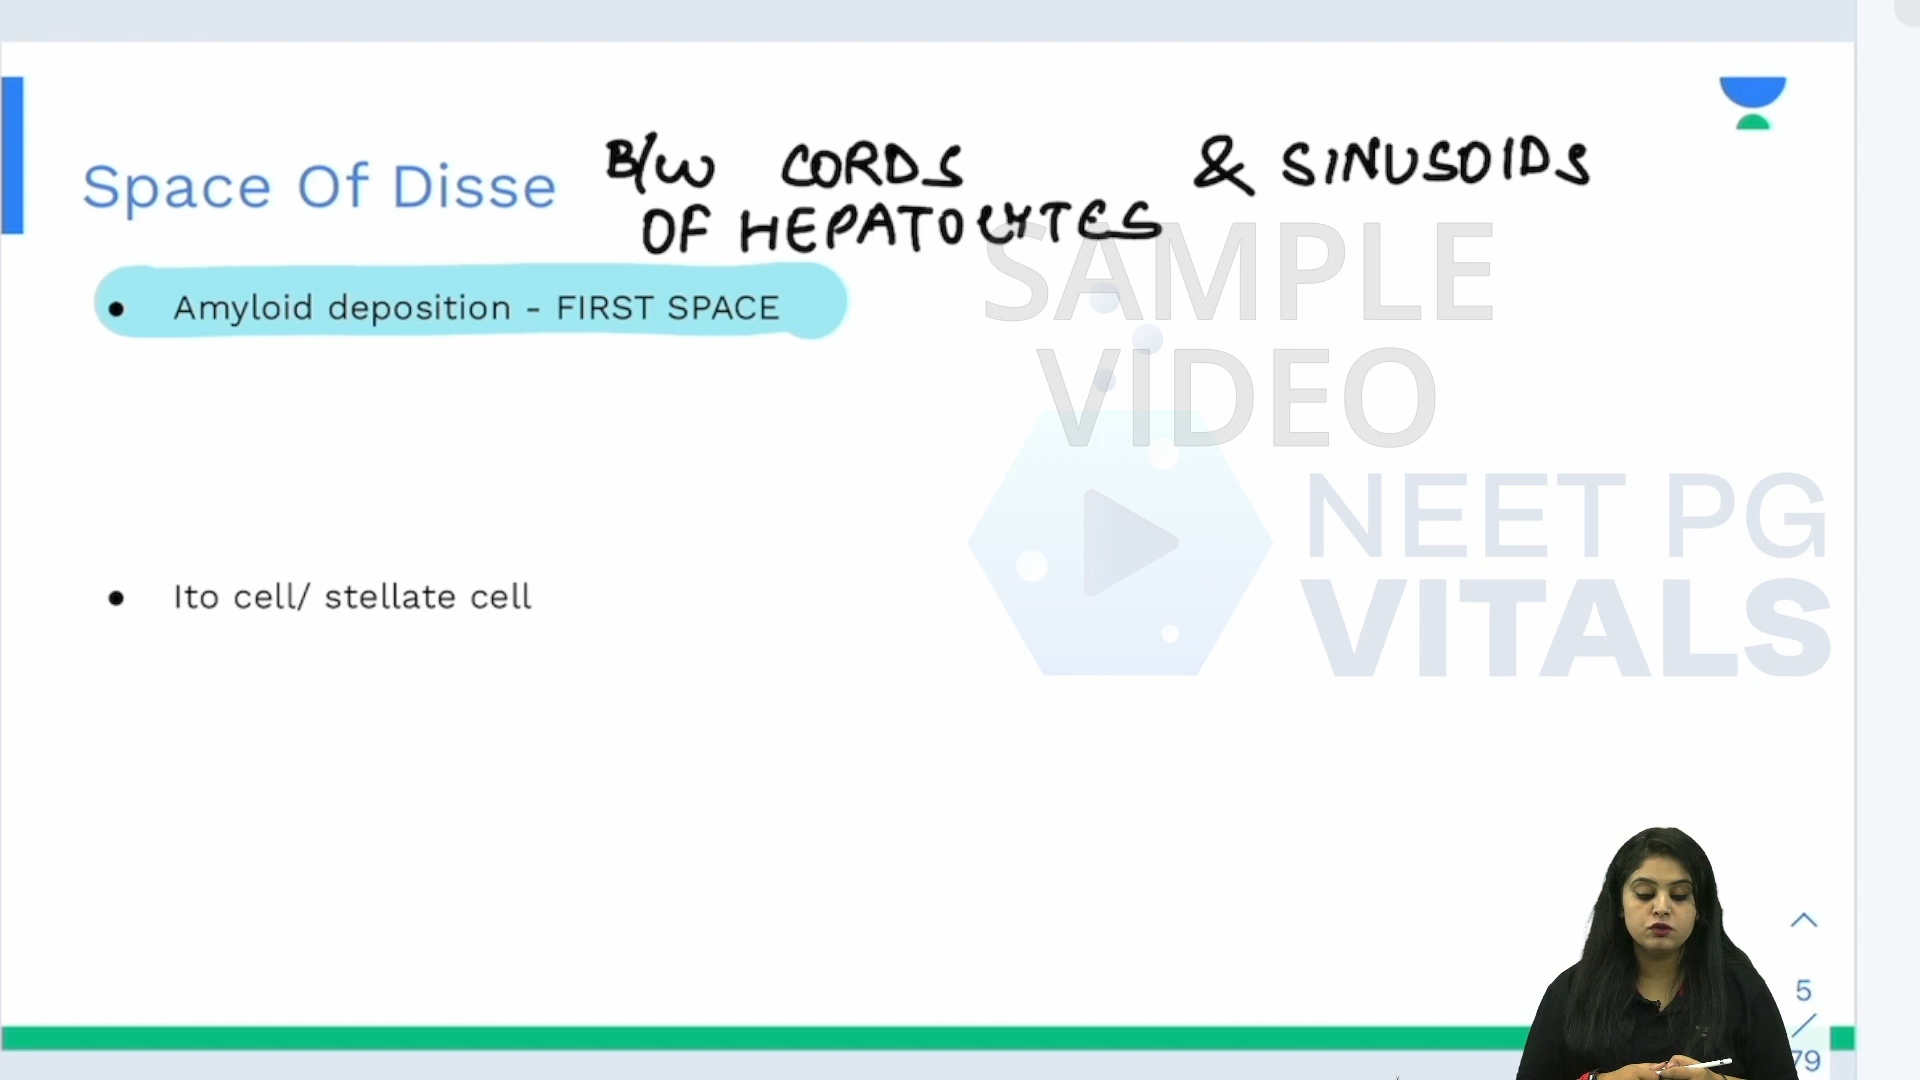 Space Of Disse B/W CORDS & SINUSOIDS
OF HEPATOCYTES
• Amyloid deposition - FIRST SPACE
SAMPLE
VIDEO
NEET PG
VITALS
• Ito cell/ stellate cell
5
/
79